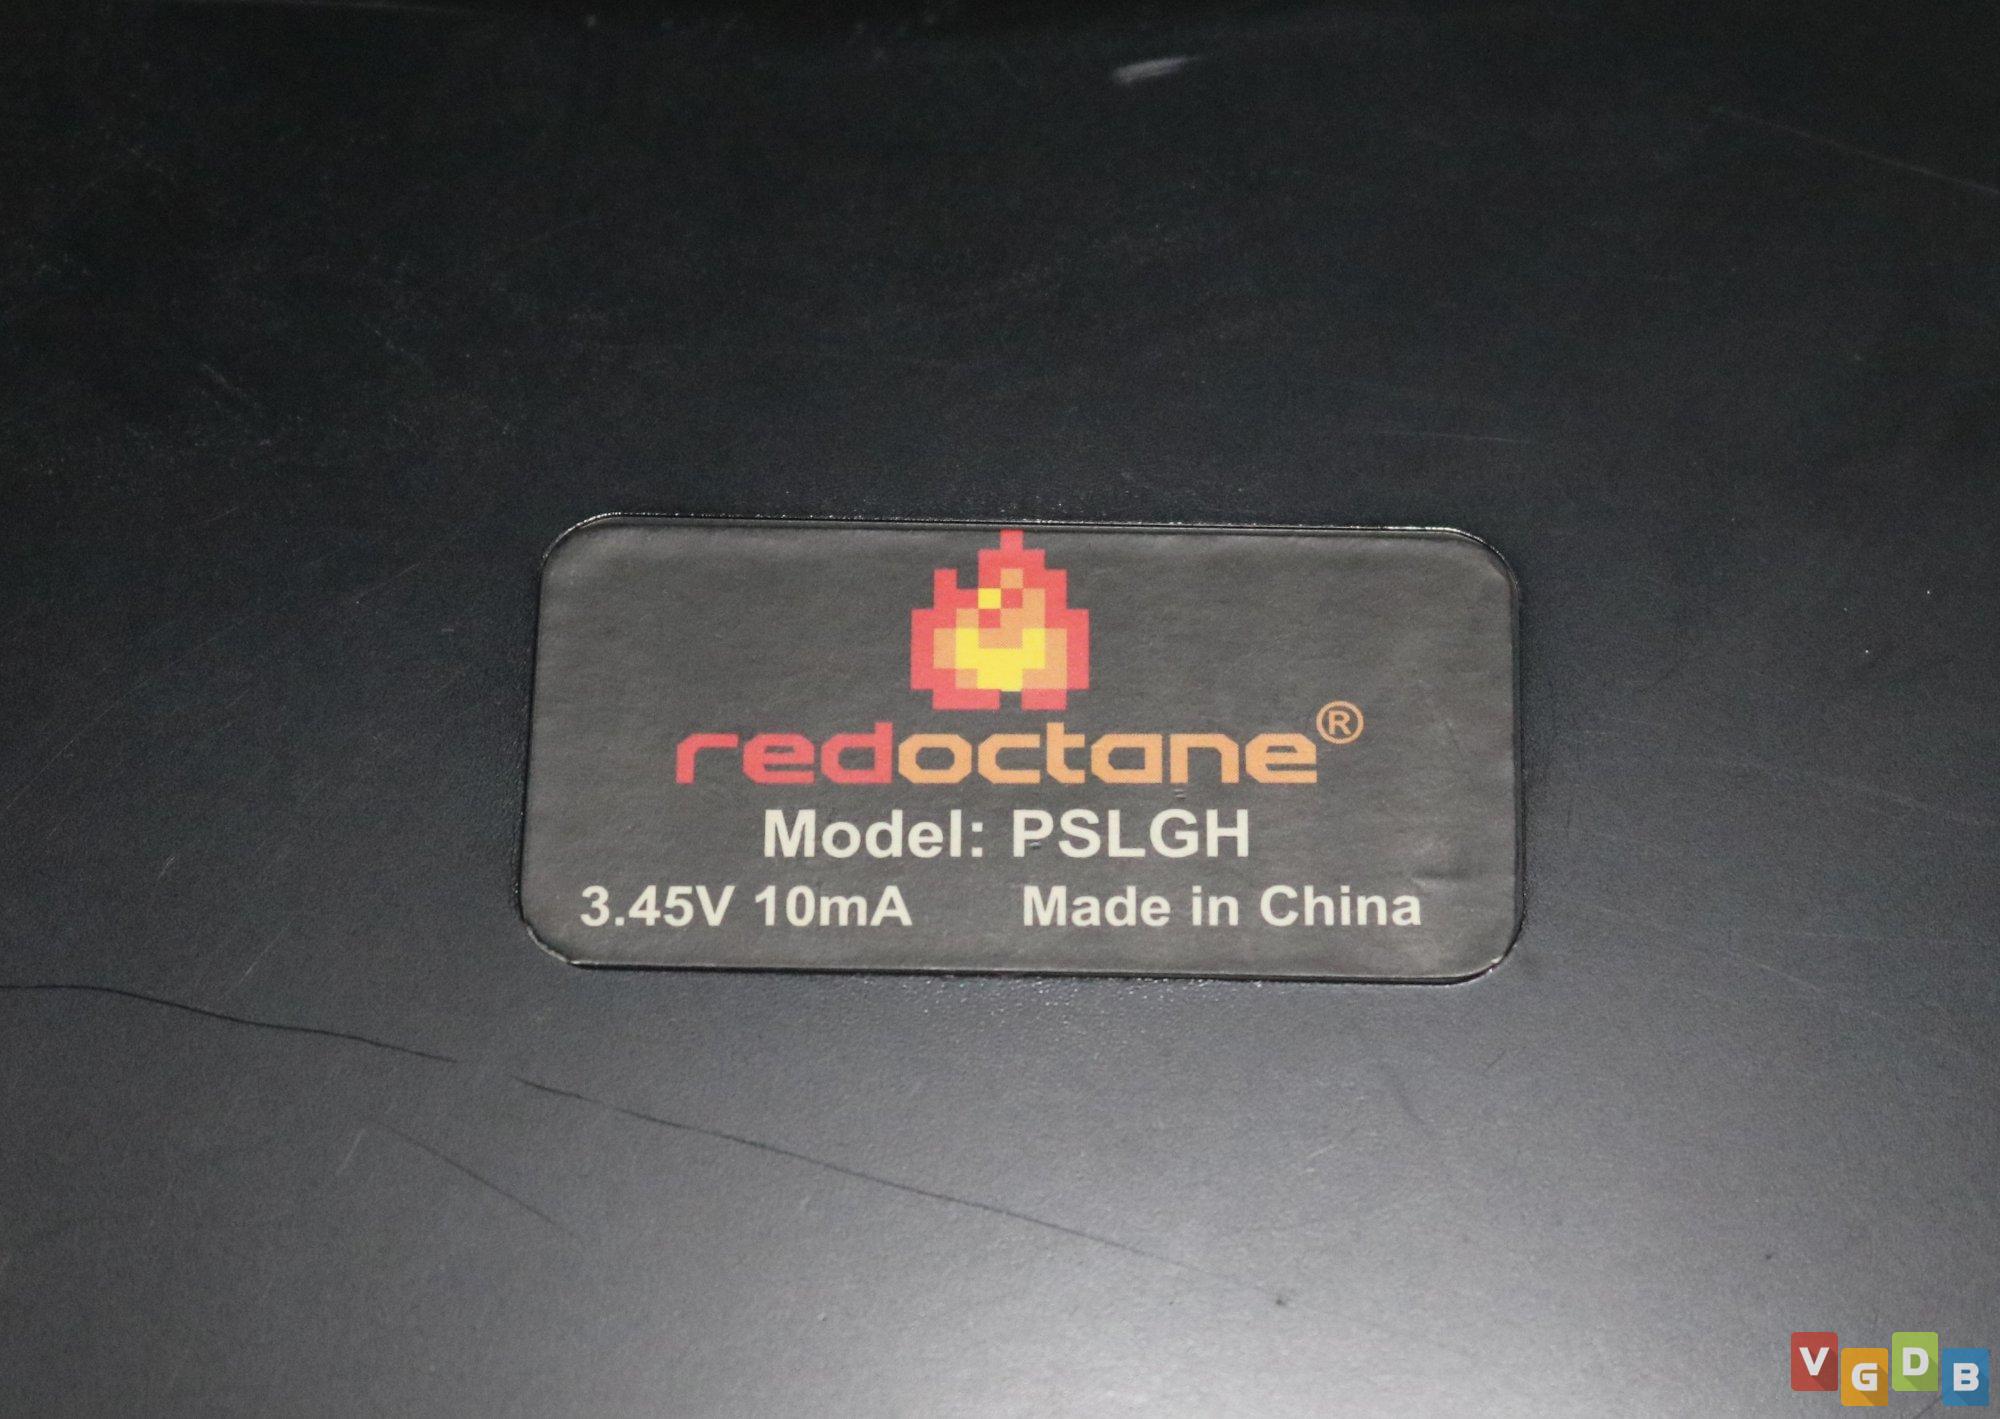 redoctane®
Model: PSLGH
3.45V 10mA Made in China
VGDB